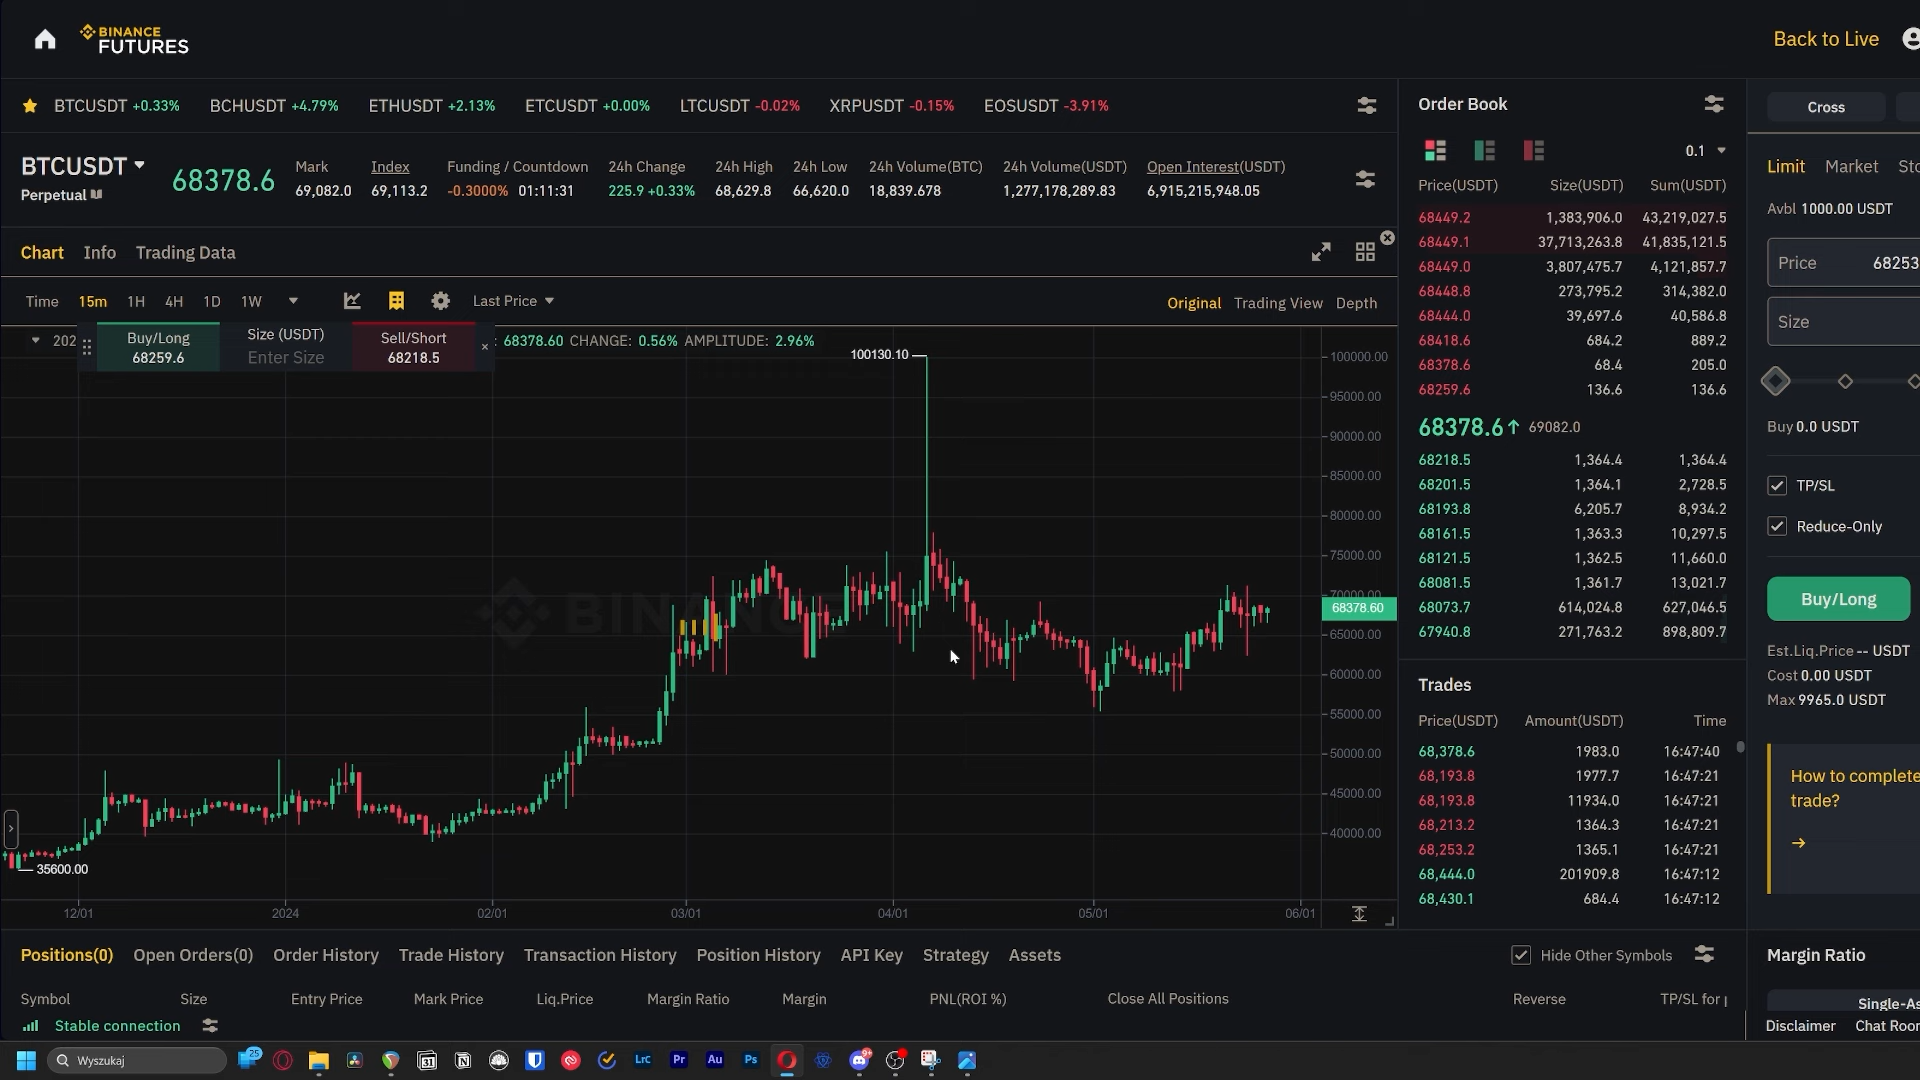 BINANCE
FUTURES
Back to Live
BTCUSDT +0.33% BCHUSDT +4.79% ETHUSDT +2.13% ETCUSDT +0.00% LTCUSDT -0.02% XRPUSDT -0.15% EOSUSDT -3.91%
BTCUSDT
Perpetual
68378.6
Mark
69,082.0
Index
69,113.2
Funding / Countdown
-0.3000% 01:11:31
24h Change
225.9 +0.33%
24h High
68,629.8
24h Low
66,620.0
24h Volume(BTC)
18,839.678
24h Volume(USDT)
1,277,178,289.83
Open Interest(USDT)
6,915,215,948.05
Chart Info Trading Data
Time 15m 1H 4H 1D 1W Last Price Original Trading View Depth
202
Buy/Long
68259.6
Size (USDT)
Enter Size
Sell/Short
68218.5
×
: 68378.60 CHANGE: 0.56% AMPLITUDE: 2.96%
100130.10
100000.00
95000.00
90000.00
85000.00
80000.00
75000.00
70000.00
68378.60
65000.00
60000.00
55000.00
50000.00
45000.00
40000.00
BINANCE
35600.00
12/01 2024 02/01 03/01 04/01 05/01 06/01
Order Book
0.1
Price(USDT) Size(USDT) Sum(USDT)
68449.2 1,383,906.0 43,219,027.5
68449.1 37,713,263.8 41,835,121.5
68449.0 3,807,475.7 4,121,857.7
68448.8 273,795.2 314,382.0
68444.0 39,697.6 40,586.8
68418.6 684.2 889.2
68378.6 68.4 205.0
68259.6 136.6 136.6
68378.6↑ 69082.0
68218.5 1,364.4 1,364.4
68201.5 1,364.1 2,728.5
68193.8 6,205.7 8,934.2
68161.5 1,363.3 10,297.5
68121.5 1,362.5 11,660.0
68081.5 1,361.7 13,021.7
68073.7 614,024.8 627,046.5
67940.8 271,763.2 898,809.7
Trades
Price(USDT) Amount(USDT) Time
68,378.6 1983.0 16:47:40
68,193.8 1977.7 16:47:21
68,193.8 11934.0 16:47:21
68,213.2 1364.3 16:47:21
68,253.2 1365.1 16:47:21
68,444.0 201909.8 16:47:12
68,430.1 684.4 16:47:12
Cross
Limit Market Sto
Avbl 1000.00 USDT
Price 68253
Size
Buy 0.0 USDT
TP/SL
Reduce-Only
Buy/Long
Est.Liq.Price -- USDT
Cost 0.00 USDT
Max 9965.0 USDT
How to complete
trade?
→
Margin Ratio
Single-As
Disclaimer Chat Roor
Positions(0) Open Orders(0) Order History Trade History Transaction History Position History API Key Strategy Assets Hide Other Symbols
Symbol Size Entry Price Mark Price Liq.Price Margin Ratio Margin PNL(ROI %) Close All Positions Reverse TP/SL for p
Stable connection
Wyszukaj
25
31
N
LrC
Pr
Au
Ps
9+